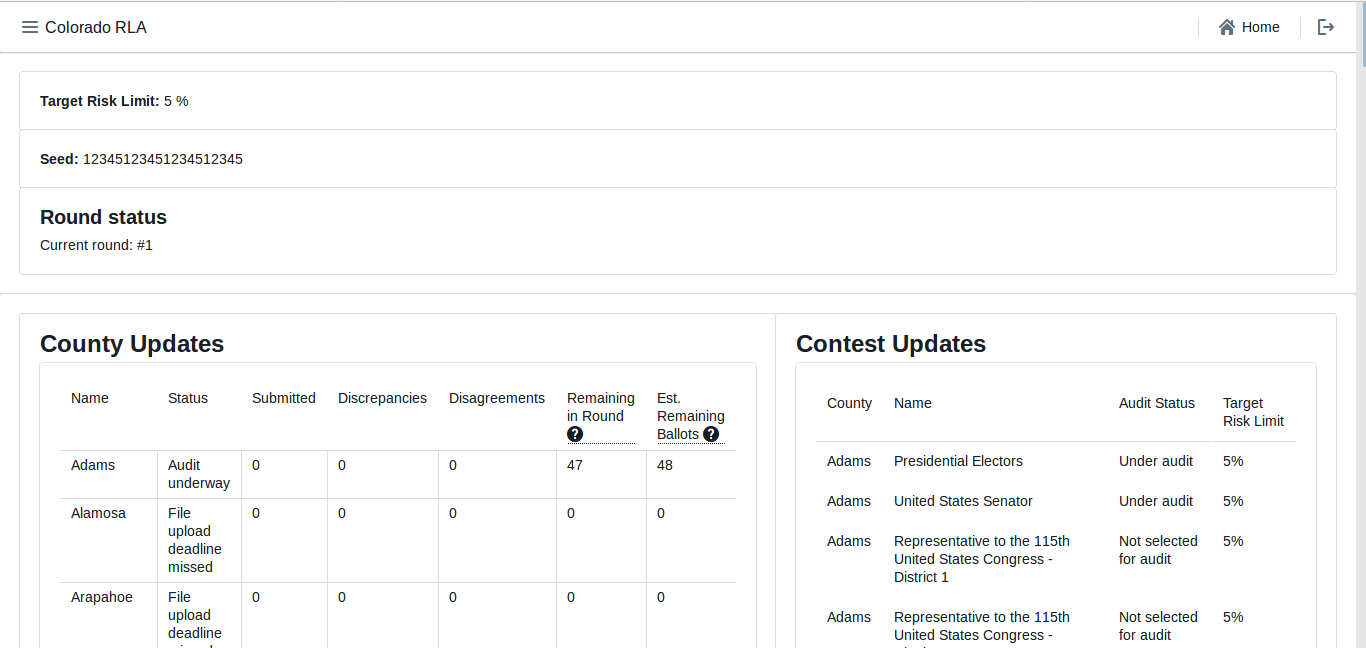 Colorado RLA
Home
Target Risk Limit: 5 %
Seed: 12345123451234512345
Round status
Current round: #1
County Updates
Name Status Submitted Discrepancies Disagreements Remaining in Round ? Est. Remaining Ballots ?
Adams Audit underway 0 0 0 47 48
Alamosa File upload deadline missed 0 0 0 0 0
Arapahoe File upload deadline 0 0 0 0 0
Contest Updates
County Name Audit Status Target Risk Limit
Adams Presidential Electors Under audit 5%
Adams United States Senator Under audit 5%
Adams Representative to the 115th United States Congress - District 1 Not selected for audit 5%
Adams Representative to the 115th United States Congress - Not selected for audit 5%